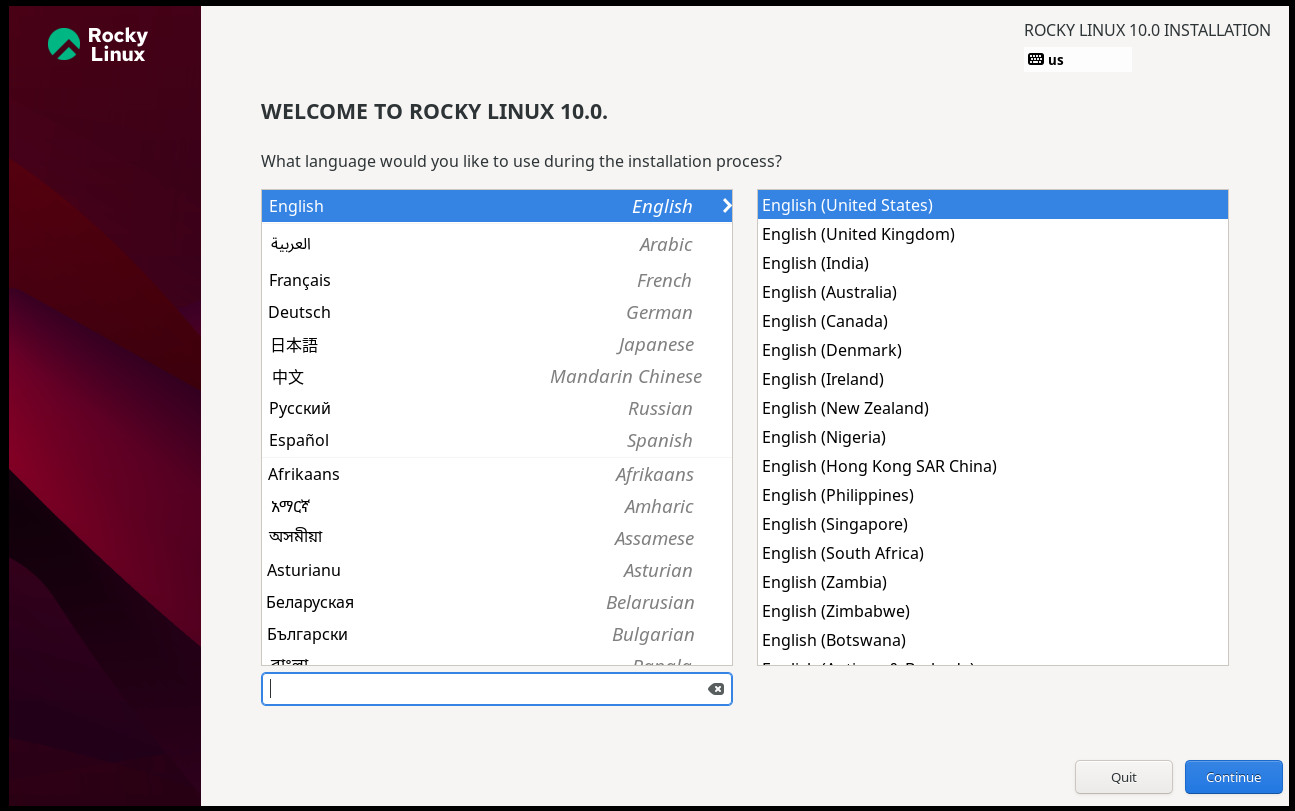 Rocky
Linux
ROCKY LINUX 10.0 INSTALLATION
us
WELCOME TO ROCKY LINUX 10.0.
What language would you like to use during the installation process?
English English
العربية Arabic
Français French
Deutsch German
日本語 Japanese
中文 Mandarin Chinese
Русский Russian
Español Spanish
Afrikaans Afrikaans
አማርኛ Amharic
অসমীয়া Assamese
Asturianu Asturian
Беларуская Belarusian
Български Bulgarian
বাংলা Bangla
English (United States)
English (United Kingdom)
English (India)
English (Australia)
English (Canada)
English (Denmark)
English (Ireland)
English (New Zealand)
English (Nigeria)
English (Hong Kong SAR China)
English (Philippines)
English (Singapore)
English (South Africa)
English (Zambia)
English (Zimbabwe)
English (Botswana)
English (Antigua & Barbuda)
Quit
Continue